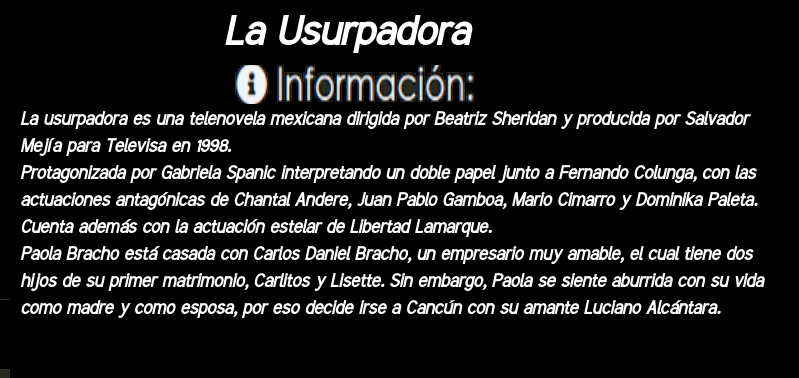 La Usurpadora
Información:
La usurpadora es una telenovela mexicana dirigida por Beatriz Sheridan y producida por Salvador
Mejía para Televisa en 1998.
Protagonizada por Gabriela Spanic interpretando un doble papel junto a Fernando Colunga, con las
actuaciones antagónicas de Chantal Andere, Juan Pablo Gamboa, Mario Cimarro y Dominika Paleta.
Cuenta además con la actuación estelar de Libertad Lamarque.
Paola Bracho está casada con Carlos Daniel Bracho, un empresario muy amable, el cual tiene dos
hijos de su primer matrimonio, Carlitos y Lisette. Sin embargo, Paola se siente aburrida con su vida
como madre y como esposa, por eso decide irse a Cancún con su amante Luciano Alcántara.